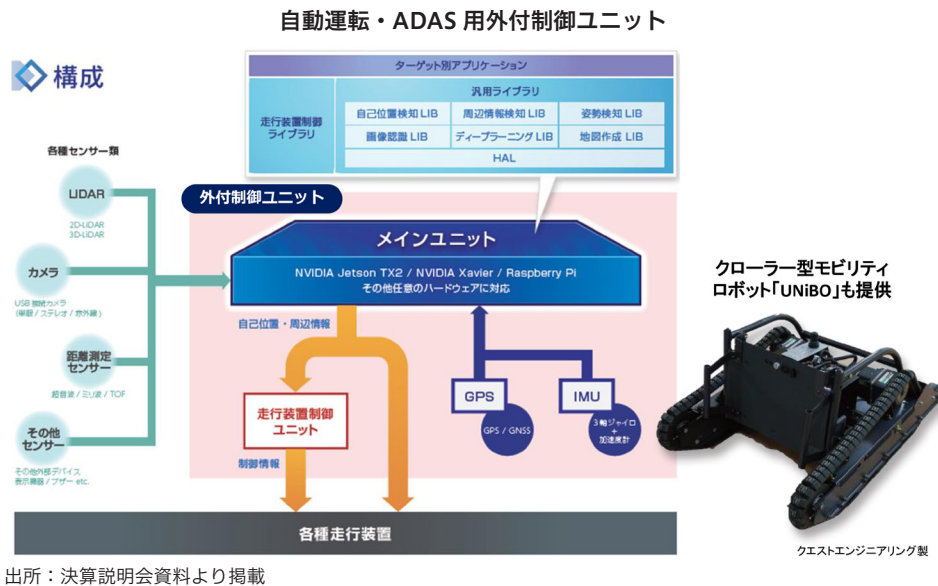 自動運転・ADAS 用外付制御ユニット
構成
ターゲット別アプリケーション
走行装置制御
ライブラリ
汎用ライブラリ
自己位置検知 LIB
周辺情報検知 LIB
姿勢検知 LIB
画像認識 LIB
ディープラーニング LIB
地図作成 LIB
HAL
各種センサー類
LIDAR
2D-LiDAR
3D-LiDAR
カメラ
USB 接続カメラ
(単眼 / ステレオ / 赤外線)
距離測定
センサー
超音波 / ミリ波 / TOF
その他
センサー
その他外部デバイス
表示機器 / ブザー etc.
外付制御ユニット
メインユニット
NVIDIA Jetson TX2 / NVIDIA Xavier / Raspberry Pi
その他任意のハードウェアに対応
自己位置・周辺情報
走行装置制御
ユニット
制御情報
GPS
GPS / GNSS
IMU
3軸ジャイロ
+
加速度計
各種走行装置
クローラー型モビリティ
ロボット「UNiBO」も提供
クエストエンジニアリング製
出所：決算説明会資料より掲載